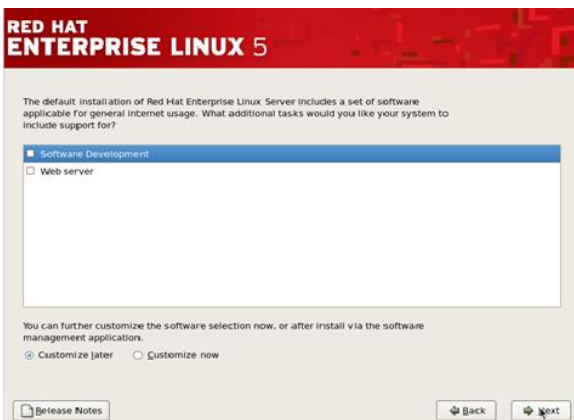 RED HAT
ENTERPRISE LINUX 5
The default installation of Red Hat Enterprise Linux Server includes a set of software
applicable for general internet usage. What additional tasks would you like your system to
include support for?
Software Development
Web server
You can further customize the software selection now, or after install via the software
management application.
Customize later
Customize now
Release Notes
Back
Next